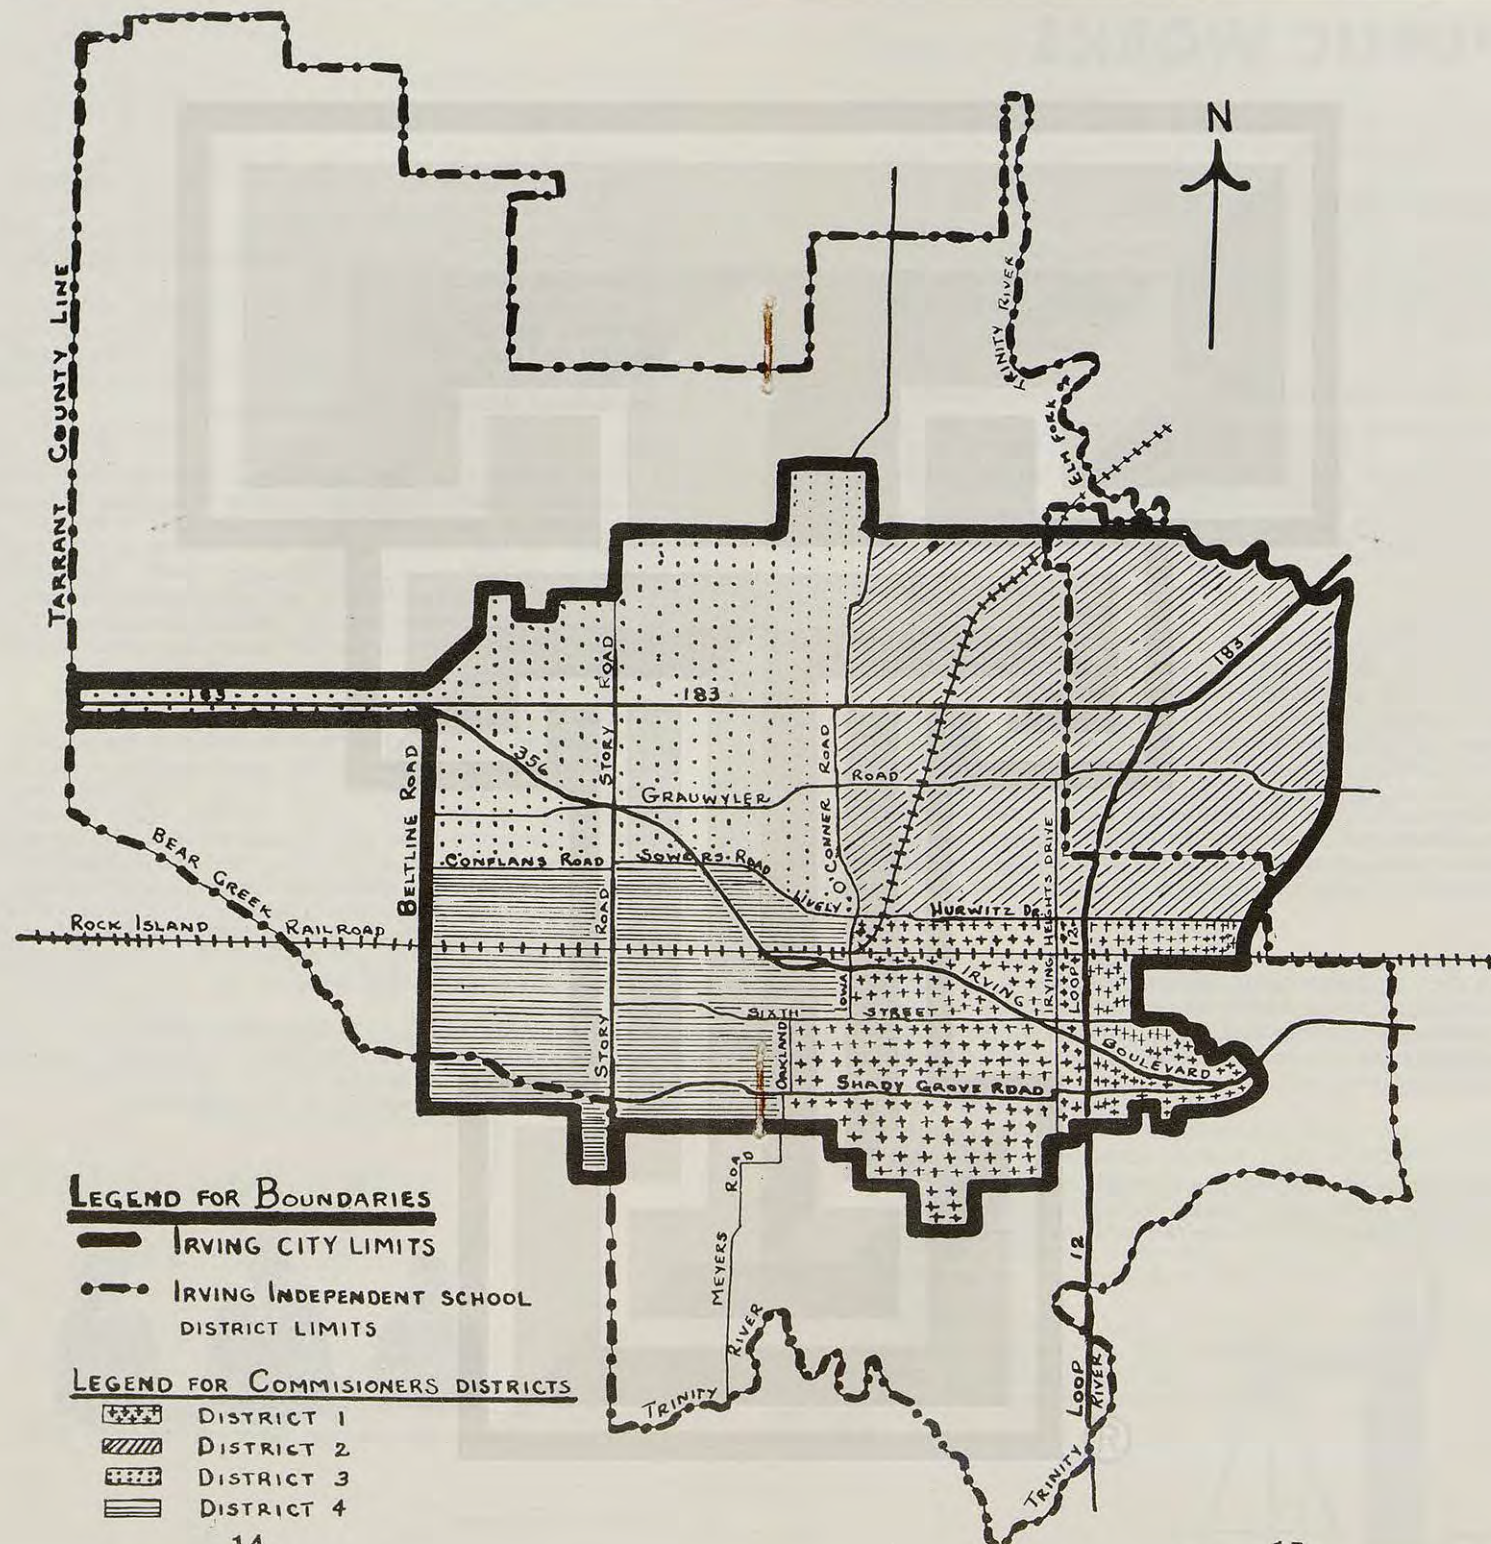 N
TRINITY RIVER
ELM FORK
TARRANT COUNTY LINE
183
183
183
356
STORY ROAD
BELTLINE ROAD
GRAUWYLER
ROAD
CONNER ROAD
CONFLANS ROAD
SOWERS ROAD
LIVELY
HURWITZ DR.
IRVING HEIGHTS DRIVE
LOOP 12
BEAR CREEK
ROCK ISLAND RAILROAD
STORY ROAD
IOWA
IRVING
BOULEVARD
SIXTH STREET
OAKLAND
SHADY GROVE ROAD
MEYERS ROAD
TRINITY RIVER
LOOP 12
TRINITY RIVER
LEGEND FOR BOUNDARIES
IRVING CITY LIMITS
IRVING INDEPENDENT SCHOOL
DISTRICT LIMITS
LEGEND FOR COMMISIONERS DISTRICTS
DISTRICT 1
DISTRICT 2
DISTRICT 3
DISTRICT 4